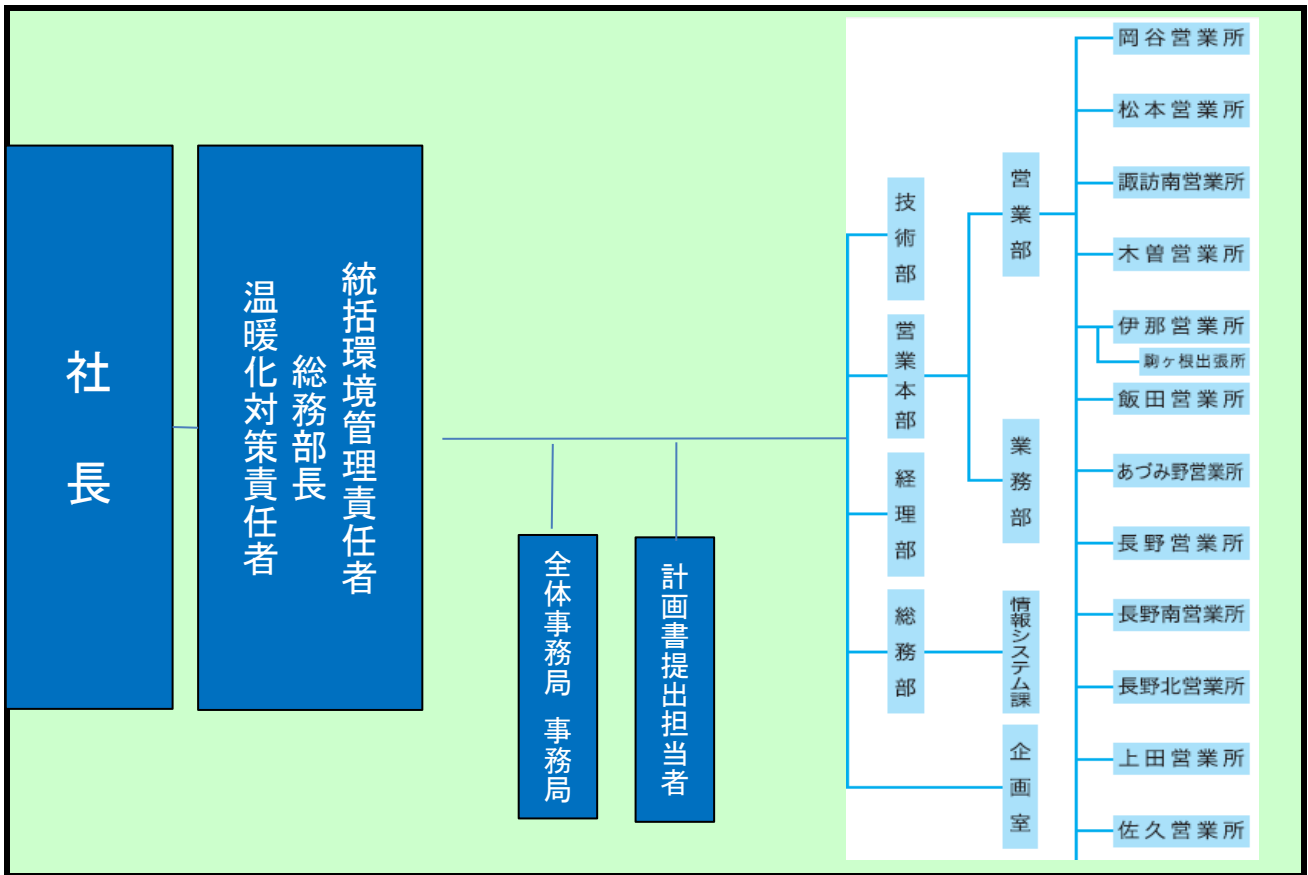 社長
統括環境管理責任者
総務部長
温暖化対策責任者
全体事務局 事務局
計画書提出担当者
技術部
営業本部
経理部
総務部
営業部
業務部
情報システム課
企画室
岡谷営業所
松本営業所
諏訪南営業所
木曽営業所
伊那営業所
駒ヶ根出張所
飯田営業所
あづみ野営業所
長野営業所
長野南営業所
長野北営業所
上田営業所
佐久営業所